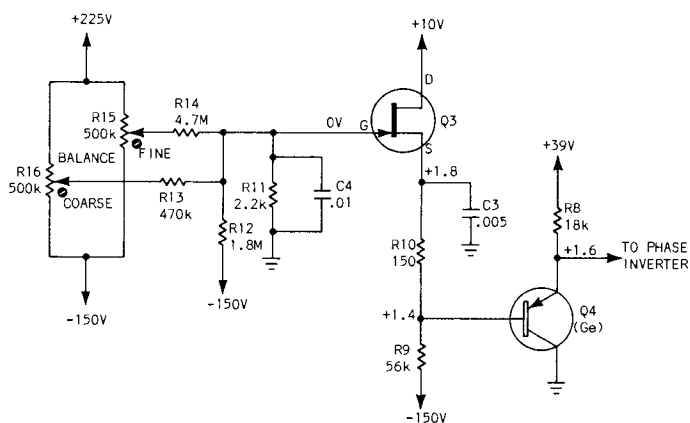 +225V
+10V
D
R15
500k
R14
4.7M
0V
G
Q3
S
R16
500k
BALANCE
FINE
COARSE
R13
470k
R11
2.2k
C4
.01
+1.8
C3
.005
+39V
R8
18k
R12
1.8M
R10
150
+1.6
TO PHASE
INVERTER
-150V
-150V
+1.4
Q4
(Ge)
R9
56k
-150V